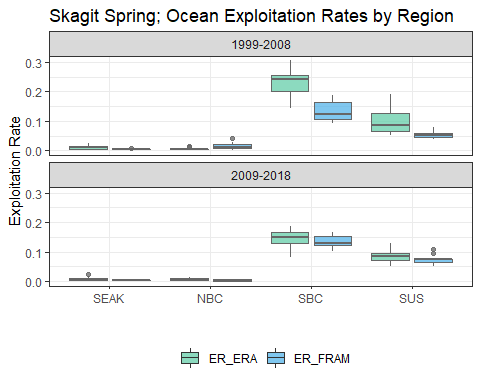 Skagit Spring; Ocean Exploitation Rates by Region
1999-2008
0.3
0.2
0.1
0.0
Exploitation Rate
2009-2018
0.3
0.2
0.1
0.0
SEAK NBC SBC SUS
ER_ERA ER_FRAM